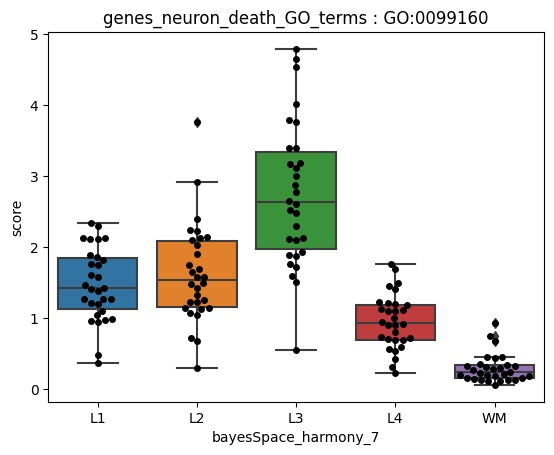 genes_neuron_death_GO_terms : GO:0099160
5
4
3
2
1
0
score
L1 L2 L3 L4 WM
bayesSpace_harmony_7